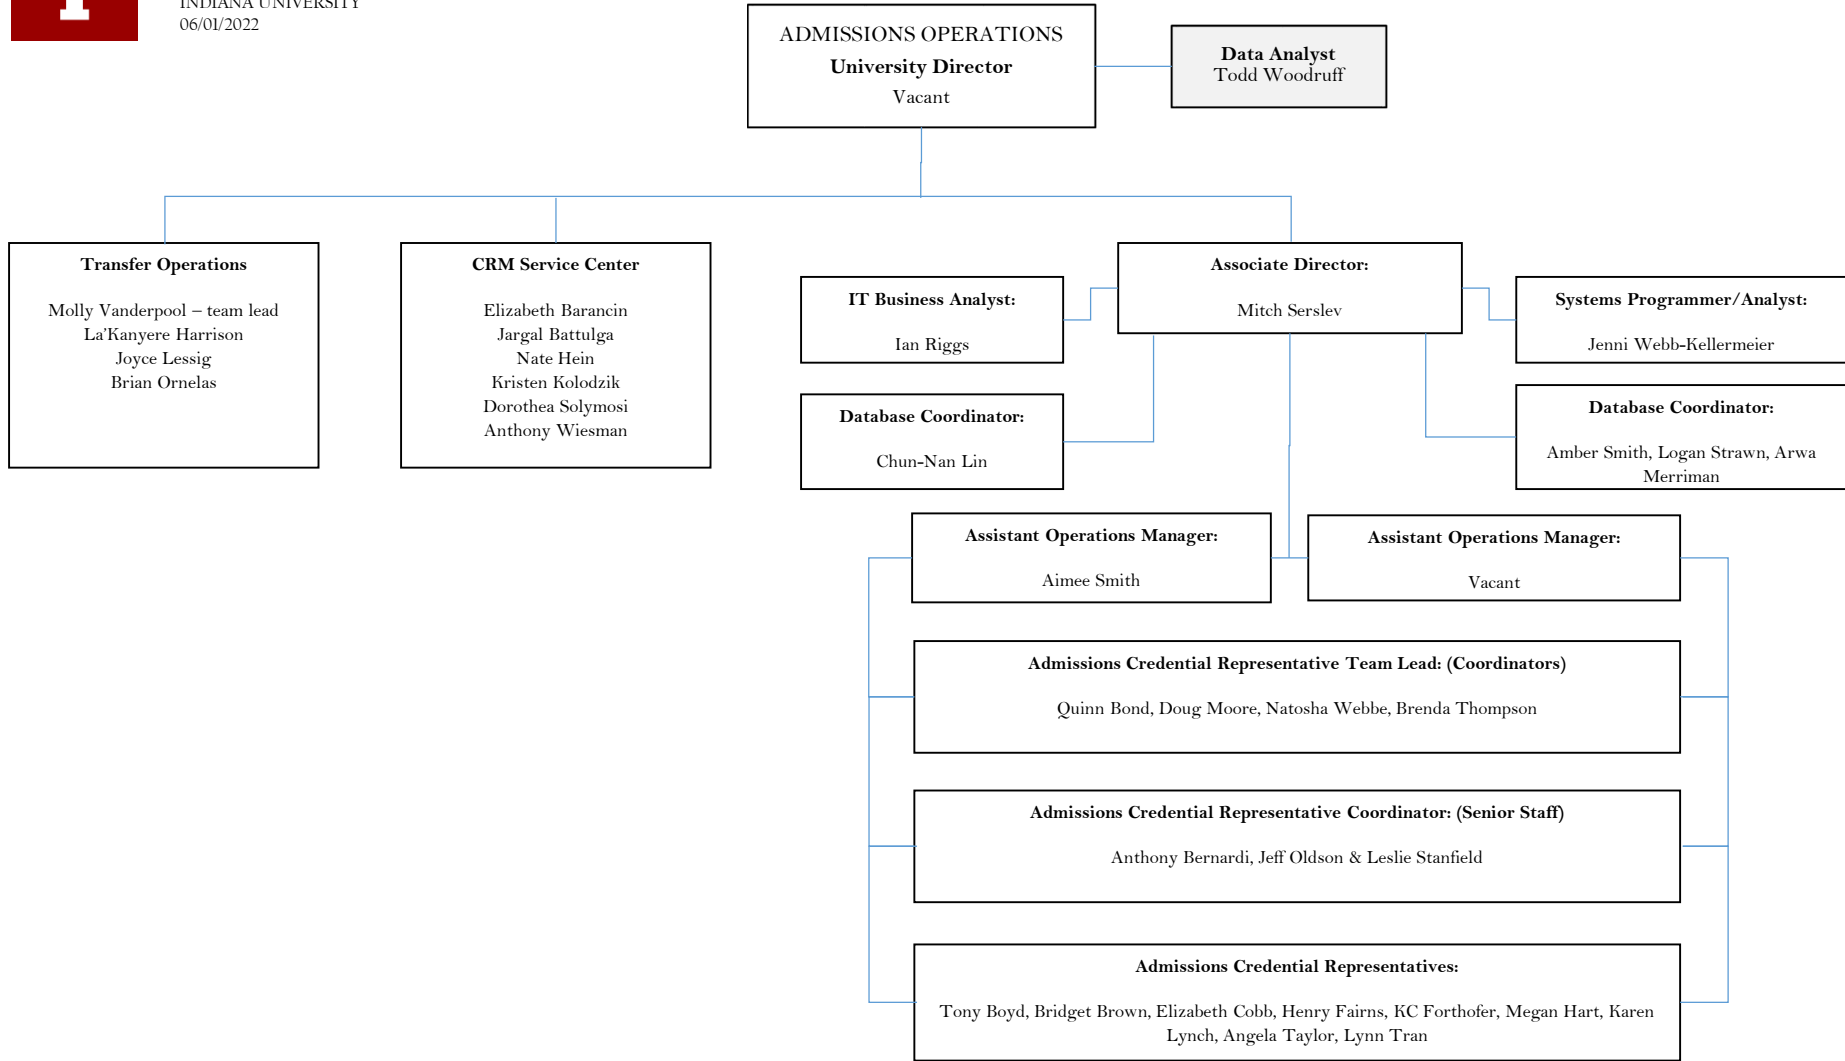 INDIANA UNIVERSITY
06/01/2022
ADMISSIONS OPERATIONS
University Director
Vacant
Data Analyst
Todd Woodruff
Transfer Operations
Molly Vanderpool – team lead
La'Kanyere Harrison
Joyce Lessig
Brian Ornelas
CRM Service Center
Elizabeth Barancin
Jargal Battulga
Nate Hein
Kristen Kolodzik
Dorothea Solymosi
Anthony Wiesman
IT Business Analyst:
Ian Riggs
Associate Director:
Mitch Serslev
Systems Programmer/Analyst:
Jenni Webb-Kellermeier
Database Coordinator:
Chun-Nan Lin
Database Coordinator:
Amber Smith, Logan Strawn, Arwa
Merriman
Assistant Operations Manager:
Aimee Smith
Assistant Operations Manager:
Vacant
Admissions Credential Representative Team Lead: (Coordinators)
Quinn Bond, Doug Moore, Natosha Webbe, Brenda Thompson
Admissions Credential Representative Coordinator: (Senior Staff)
Anthony Bernardi, Jeff Oldson & Leslie Stanfield
Admissions Credential Representatives:
Tony Boyd, Bridget Brown, Elizabeth Cobb, Henry Fairns, KC Forthofer, Megan Hart, Karen
Lynch, Angela Taylor, Lynn Tran